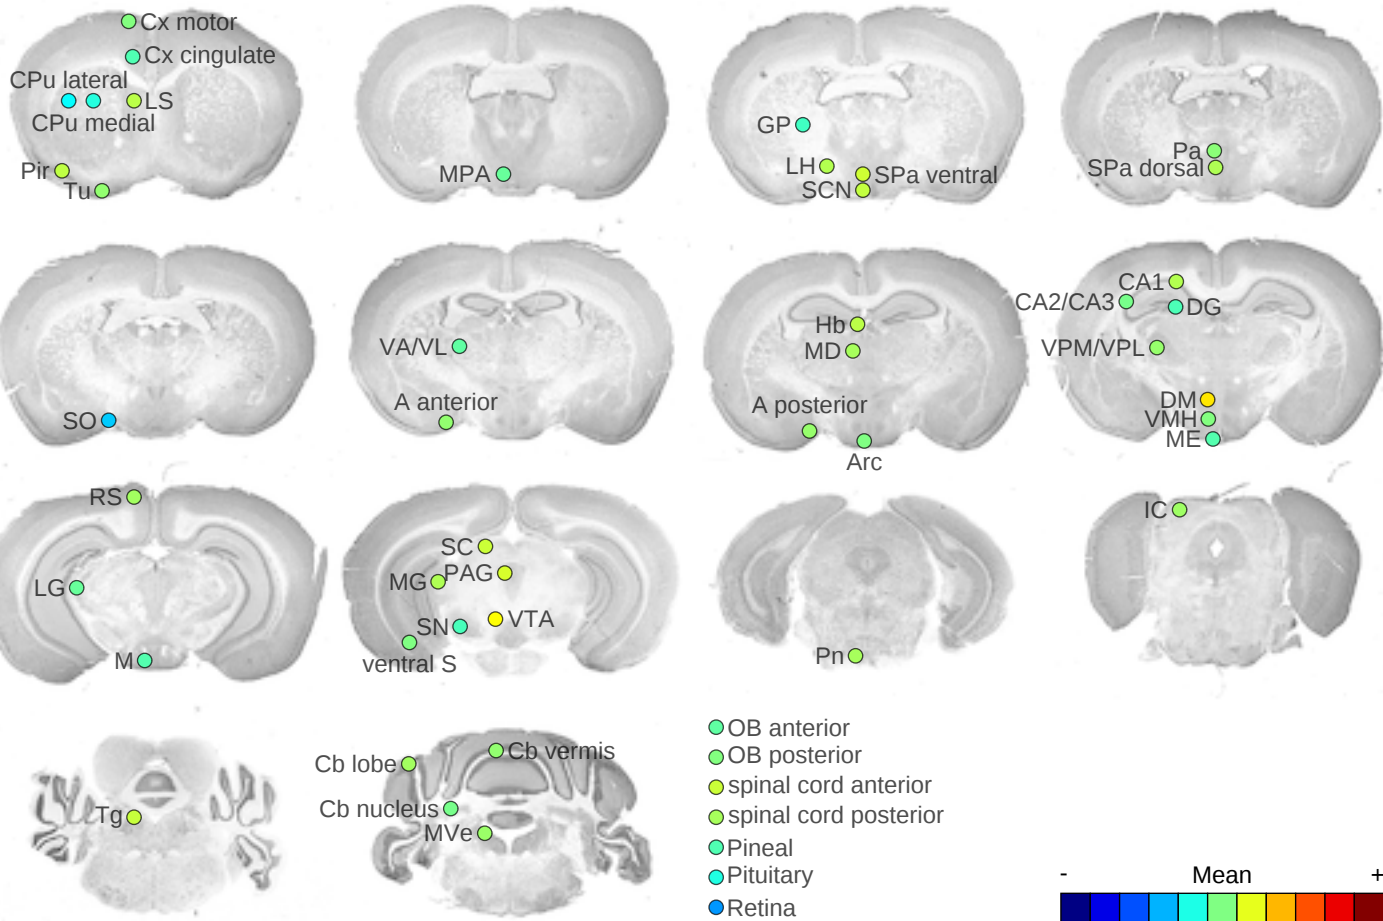 Cx motor
Cx cingulate
CPu lateral
LS
CPu medial
Pir
Tu
MPA
GP
LH
SPa ventral
SCN
Pa
SPa dorsal
SO
VA/VL
A anterior
Hb
MD
A posterior
Arc
CA1
CA2/CA3
DG
VPM/VPL
DM
VMH
ME
RS
LG
M
SC
PAG
MG
VTA
SN
ventral S
Pn
IC
Tg
Cb vermis
Cb lobe
Cb nucleus
MVe
OB anterior
OB posterior
spinal cord anterior
spinal cord posterior
Pineal
Pituitary
Retina
- Mean +